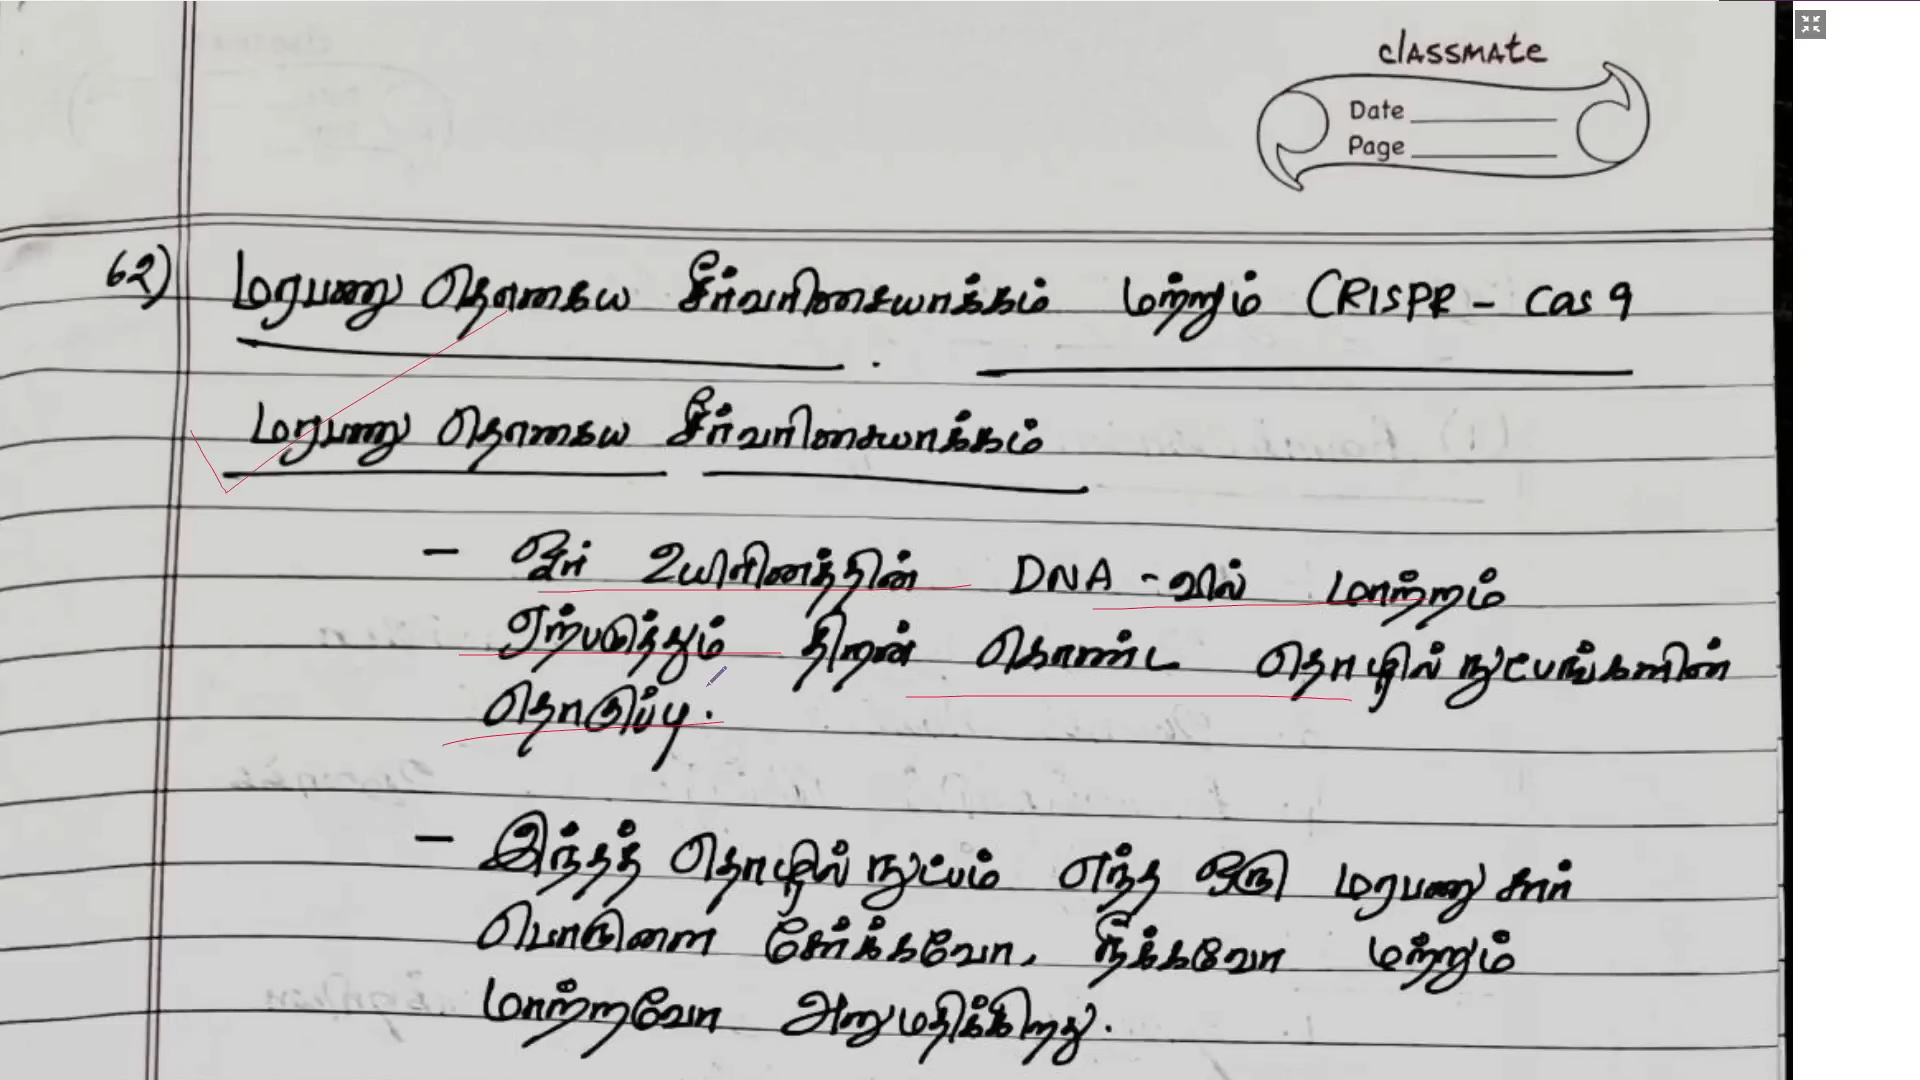 classmate
Date
Page
62) மரபணு தொகைய சீர்வரிசையாக்கம் மற்றும் CRISPR - Cas 9
மரபணு தொகைய சீர்வரிசையாக்கம்
- ஓர் உயிரினத்தின் DNA - வில் மாற்றம்
ஏற்படுத்தும் திறன் கொண்ட தொழில் நுட்பங்களின்
தொகுப்பு.
- இந்தத் தொழில் நுட்பம் எந்த ஒரு மரபணு சார்
பொருளை சேர்க்கவோ, நீக்கவோ மற்றும்
மாற்றவோ அனுமதிக்கிறது.